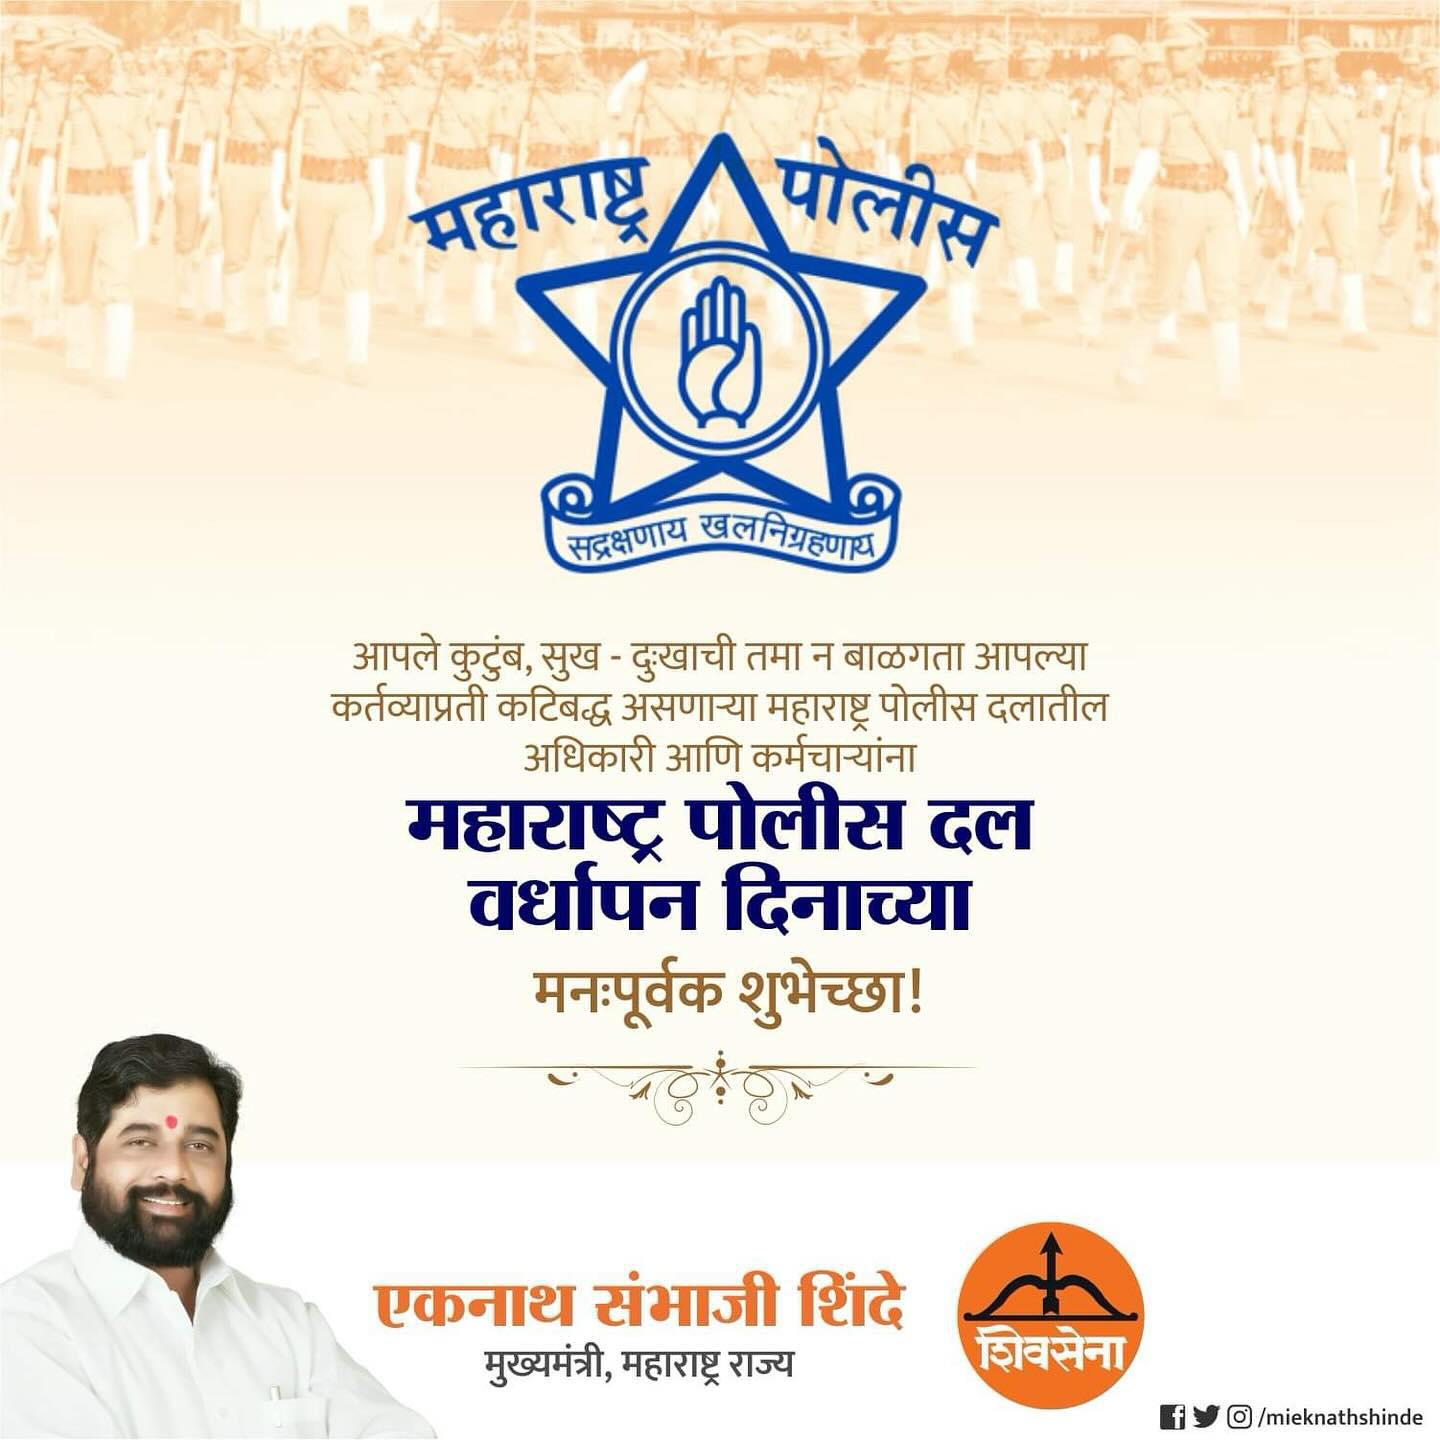 महाराष्ट्र पोलीस
सद्रक्षणाय खलनिग्रहणाय
आपले कुटुंब, सुख - दुःखाची तमा न बाळगता आपल्या
कर्तव्याप्रती कटिबद्ध असणाऱ्या महाराष्ट्र पोलीस दलातील
अधिकारी आणि कर्मचाऱ्यांना
महाराष्ट्र पोलीस दल
वर्धापन दिनाच्या
मनःपूर्वक शुभेच्छा!
एकनाथ संभाजी शिंदे
मुख्यमंत्री, महाराष्ट्र राज्य
शिवसेना
/mieknathshinde